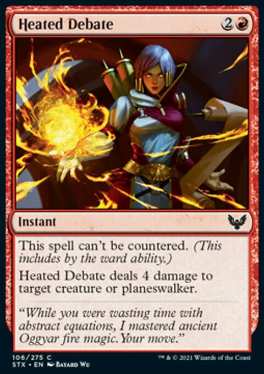 Heated Debate 2
Instant
This spell can't be countered. (This
includes by the ward ability.)
Heated Debate deals 4 damage to
target creature or planeswalker.
"While you were wasting time with
abstract equations, I mastered ancient
Oggyar fire magic. Your move."
106/275 C
STX • EN BAYARD WU
™ & © 2021 Wizards of the Coast